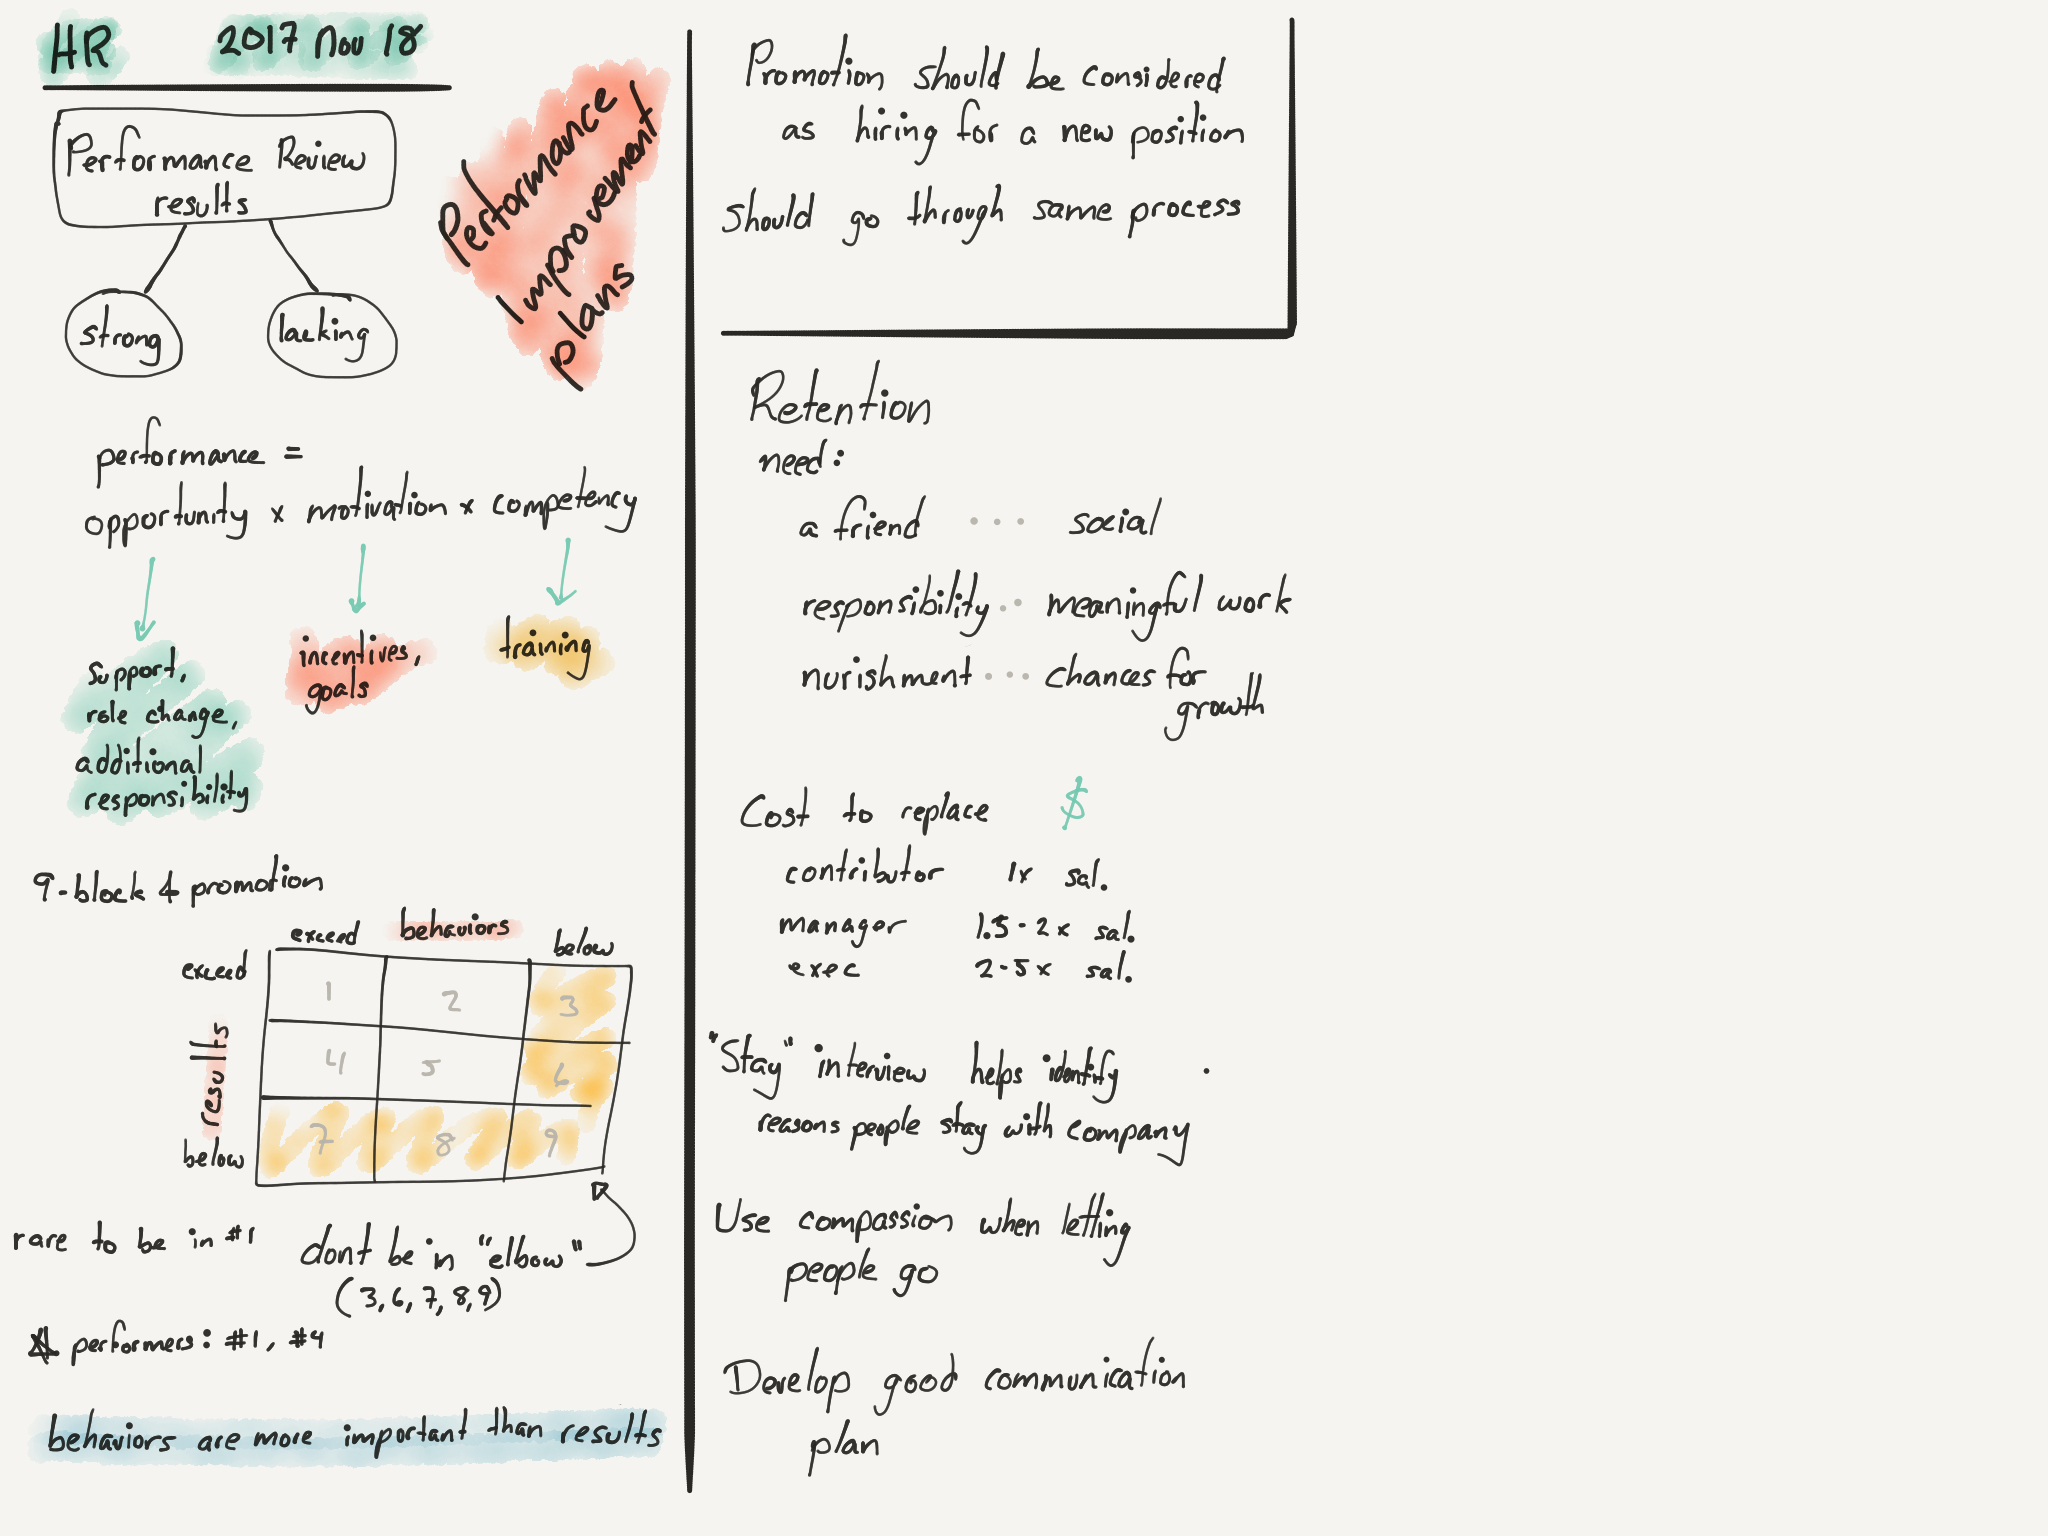 HR 2017 Nov 18
Performance Review
results
strong
lacking
Performance
Improvement
plans
performance =
opportunity x motivation x competency
support,
role change,
additional
responsibility
incentives,
goals
training
9-block 4 promotion
exceed behaviors below
exceed
results
below
1 2 3
4 5 6
7 8 9
rare to be in #1
dont be in "elbow"
(3, 6, 7, 8, 9)
performers: #1, #4
behaviors are more important than results
Promotion should be considered
as hiring for a new position
should go through same process
Retention
need:
a friend ... social
responsibility .. meaningful work
nurishment ... chances for
growth
Cost to replace $
contributor 1x sal.
manager 1.5-2x sal.
exec 2-5x sal.
"Stay" interview helps identify
reasons people stay with company
Use compassion when letting
people go
Develop good communication
plan